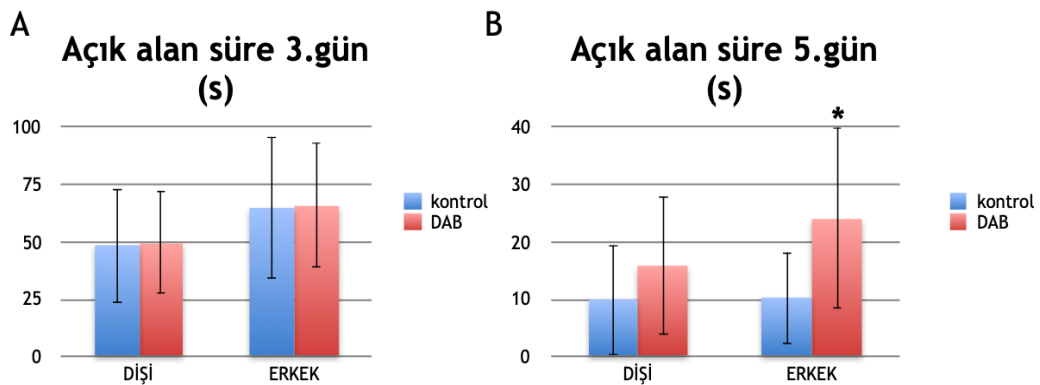 A
Açık alan süre 3.gün
(s)
100
75
50
25
0
DİŞİ
ERKEK
kontrol
DAB
B
Açık alan süre 5.gün
(s)
*
40
30
20
10
0
DİŞİ
ERKEK
kontrol
DAB